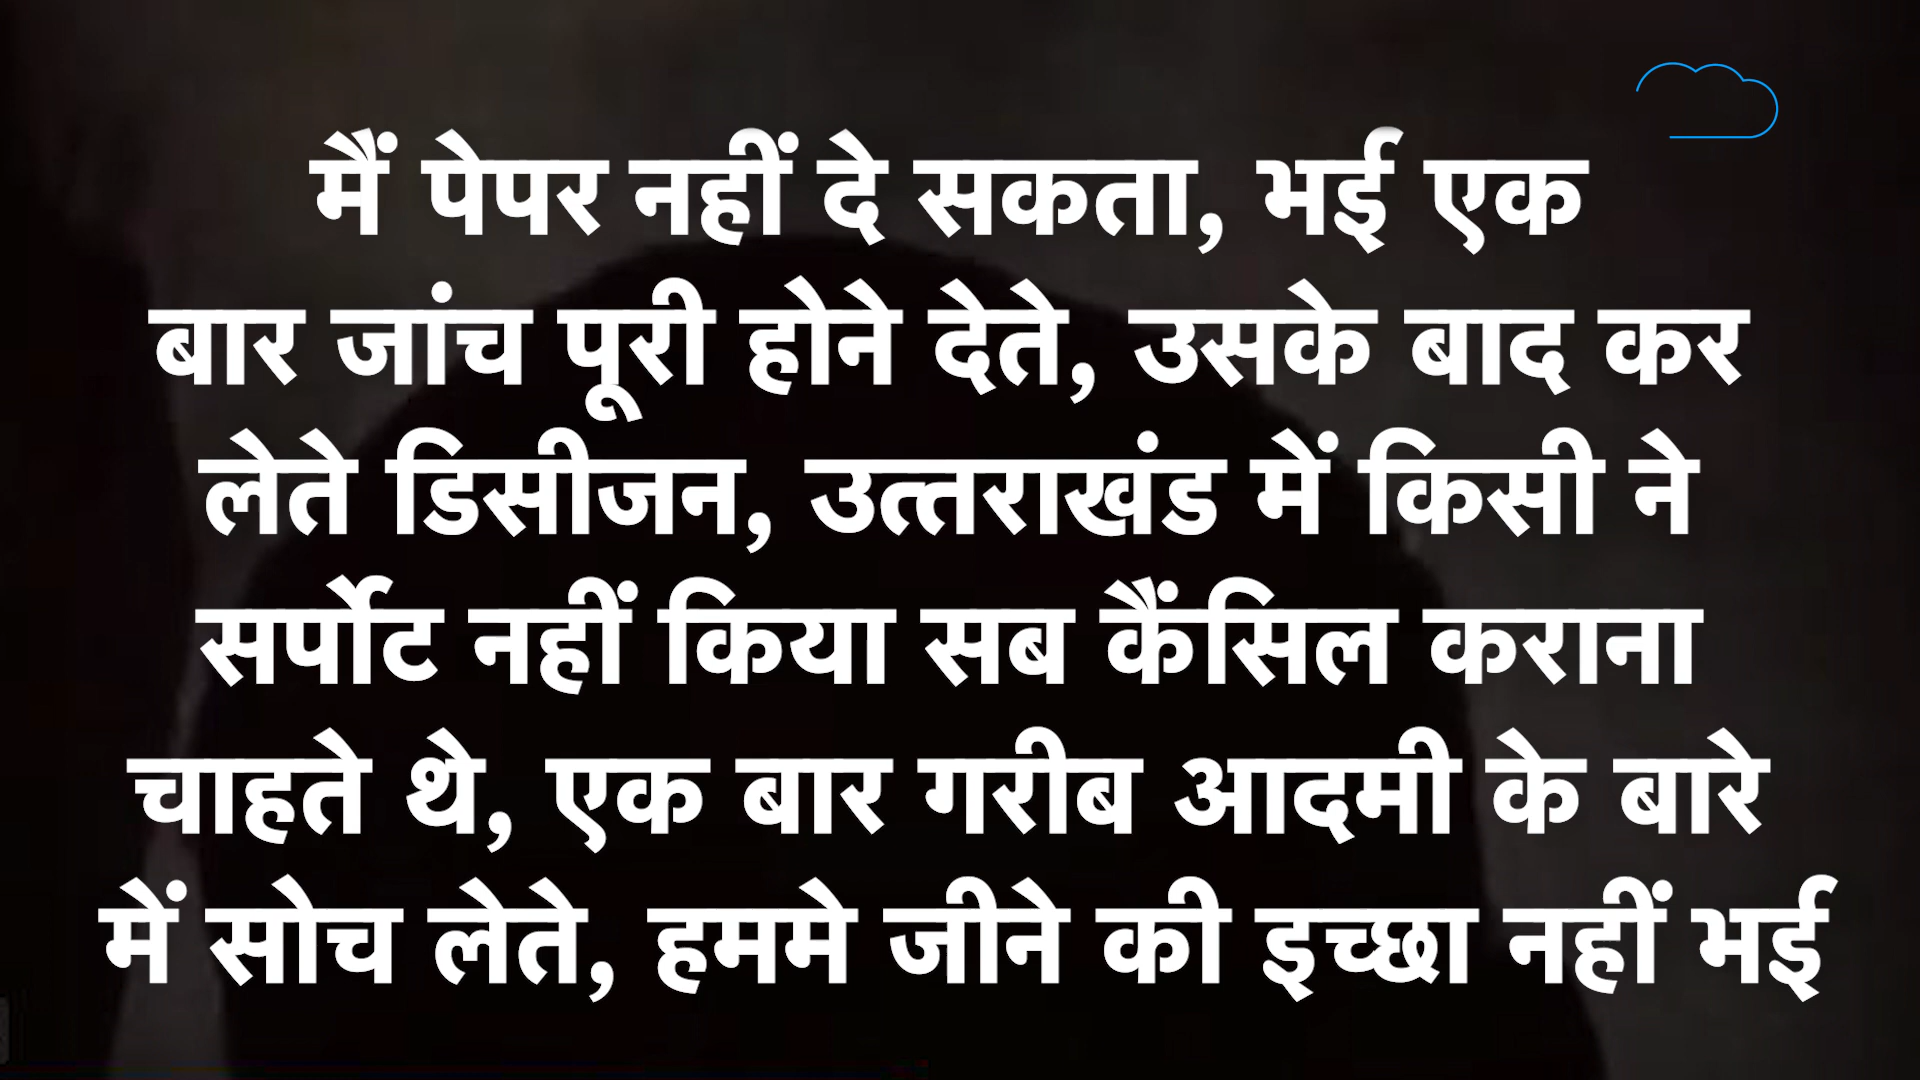 मैं पेपर नहीं दे सकता, भई एक
बार जांच पूरी होने देते, उसके बाद कर
लेते डिसीजन, उत्तराखंड में किसी ने
सर्पोट नहीं किया सब कैंसिल कराना
चाहते थे, एक बार गरीब आदमी के बारे
में सोच लेते, हममे जीने की इच्छा नहीं भई